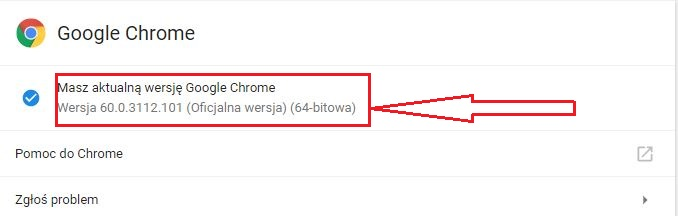 Google Chrome
Masz aktualną wersję Google Chrome
Wersja 60.0.3112.101 (Oficjalna wersja) (64-bitowa)
Pomoc do Chrome
Zgłoś problem